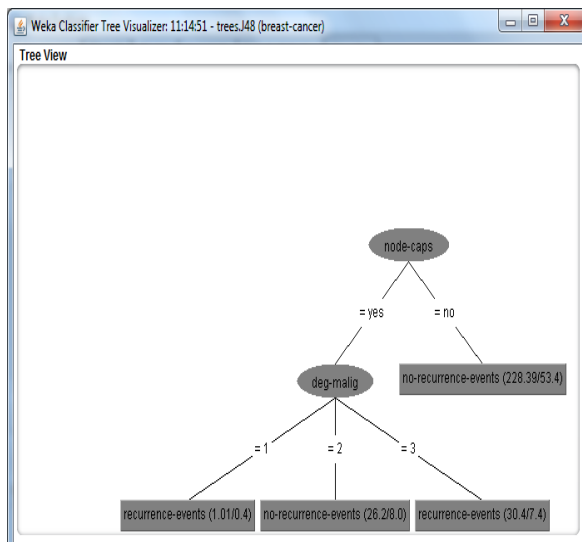 Weka Classifier Tree Visualizer: 11:14:51 - trees.J48 (breast-cancer)
Tree View
node-caps
= yes
= no
deg-malig
no-recurrence-events (228.39/53.4)
= 1
= 2
= 3
recurrence-events (1.01/0.4)
no-recurrence-events (26.2/8.0)
recurrence-events (30.4/7.4)